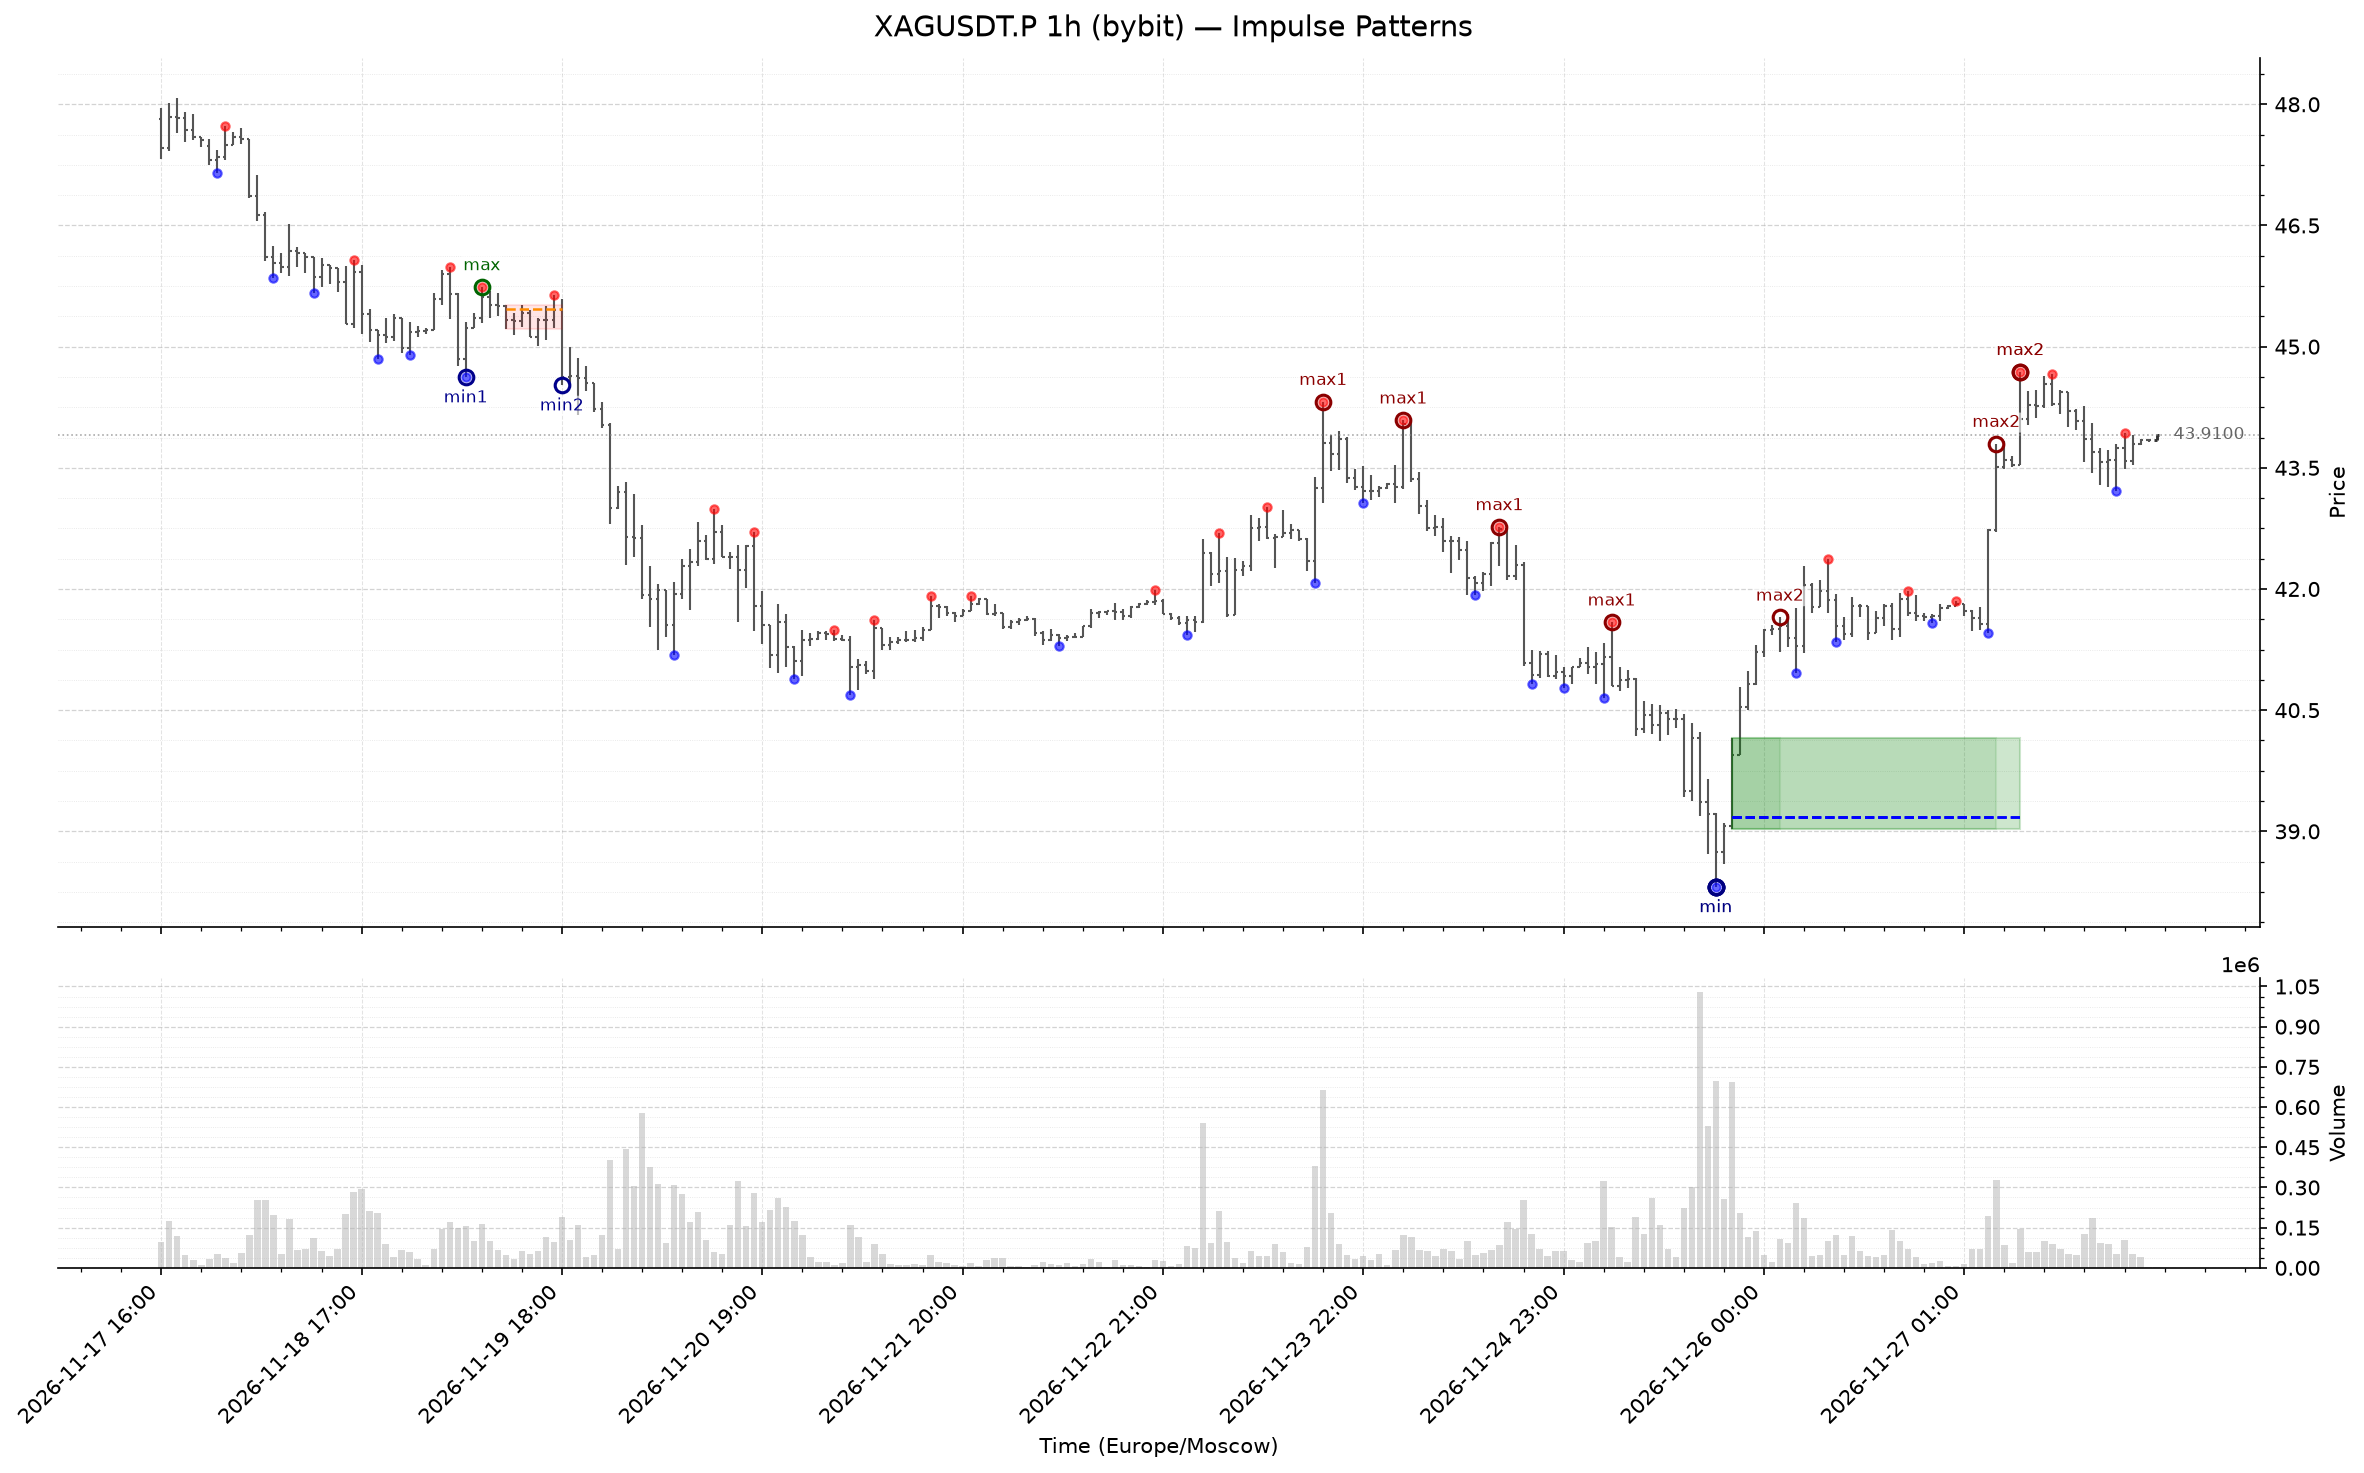 XAGUSDT.P 1h (bybit) — Impulse Patterns
48.0
46.5
45.0
43.5
42.0
40.5
39.0
Price
max
min1
min2
max1
max1
max1
max1
max2
max2
max2
min
43.9100
1e6
1.05
0.90
0.75
0.60
0.45
0.30
0.15
0.00
Volume
2026-11-17 16:00
2026-11-18 17:00
2026-11-19 18:00
2026-11-20 19:00
2026-11-21 20:00
2026-11-22 21:00
2026-11-23 22:00
2026-11-24 23:00
2026-11-26 00:00
2026-11-27 01:00
Time (Europe/Moscow)